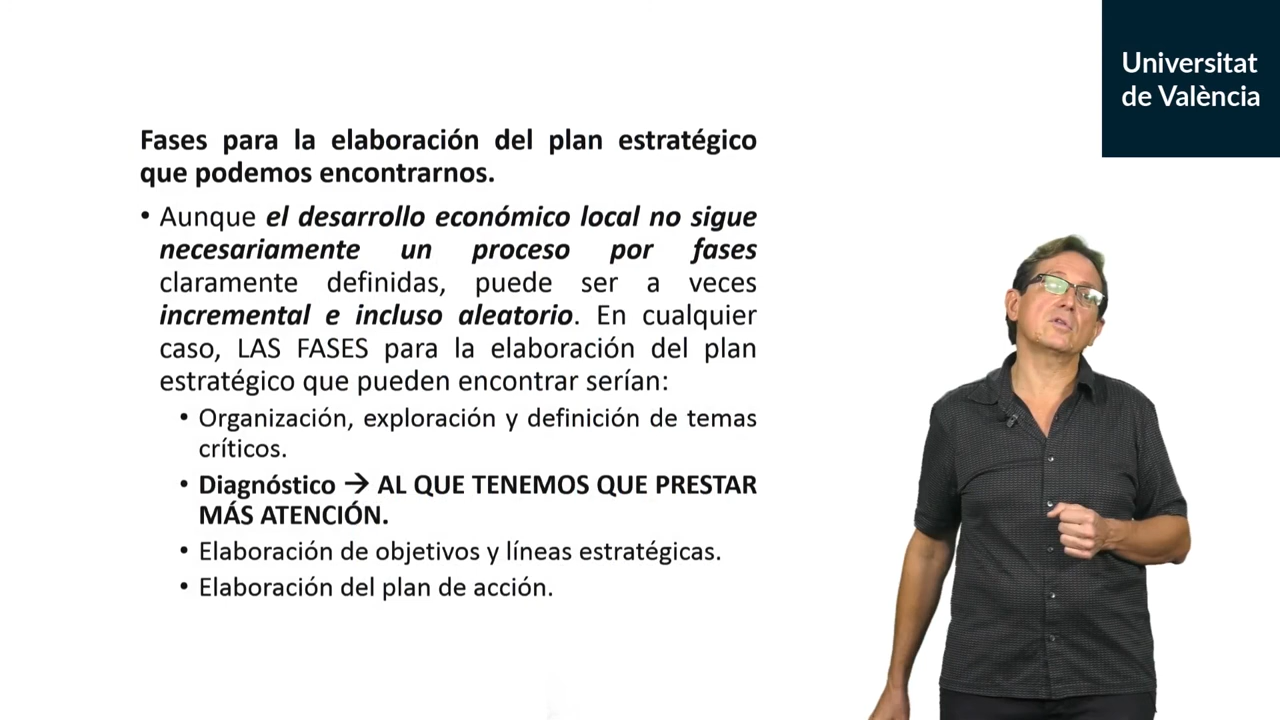 Universitat
de València
Fases para la elaboración del plan estratégico
que podemos encontrarnos.
• Aunque el desarrollo económico local no sigue
necesariamente un proceso por fases
claramente definidas, puede ser a veces
incremental e incluso aleatorio. En cualquier
caso, LAS FASES para la elaboración del plan
estratégico que pueden encontrar serían:
• Organización, exploración y definición de temas
críticos.
• Diagnóstico → AL QUE TENEMOS QUE PRESTAR
MÁS ATENCIÓN.
• Elaboración de objetivos y líneas estratégicas.
• Elaboración del plan de acción.